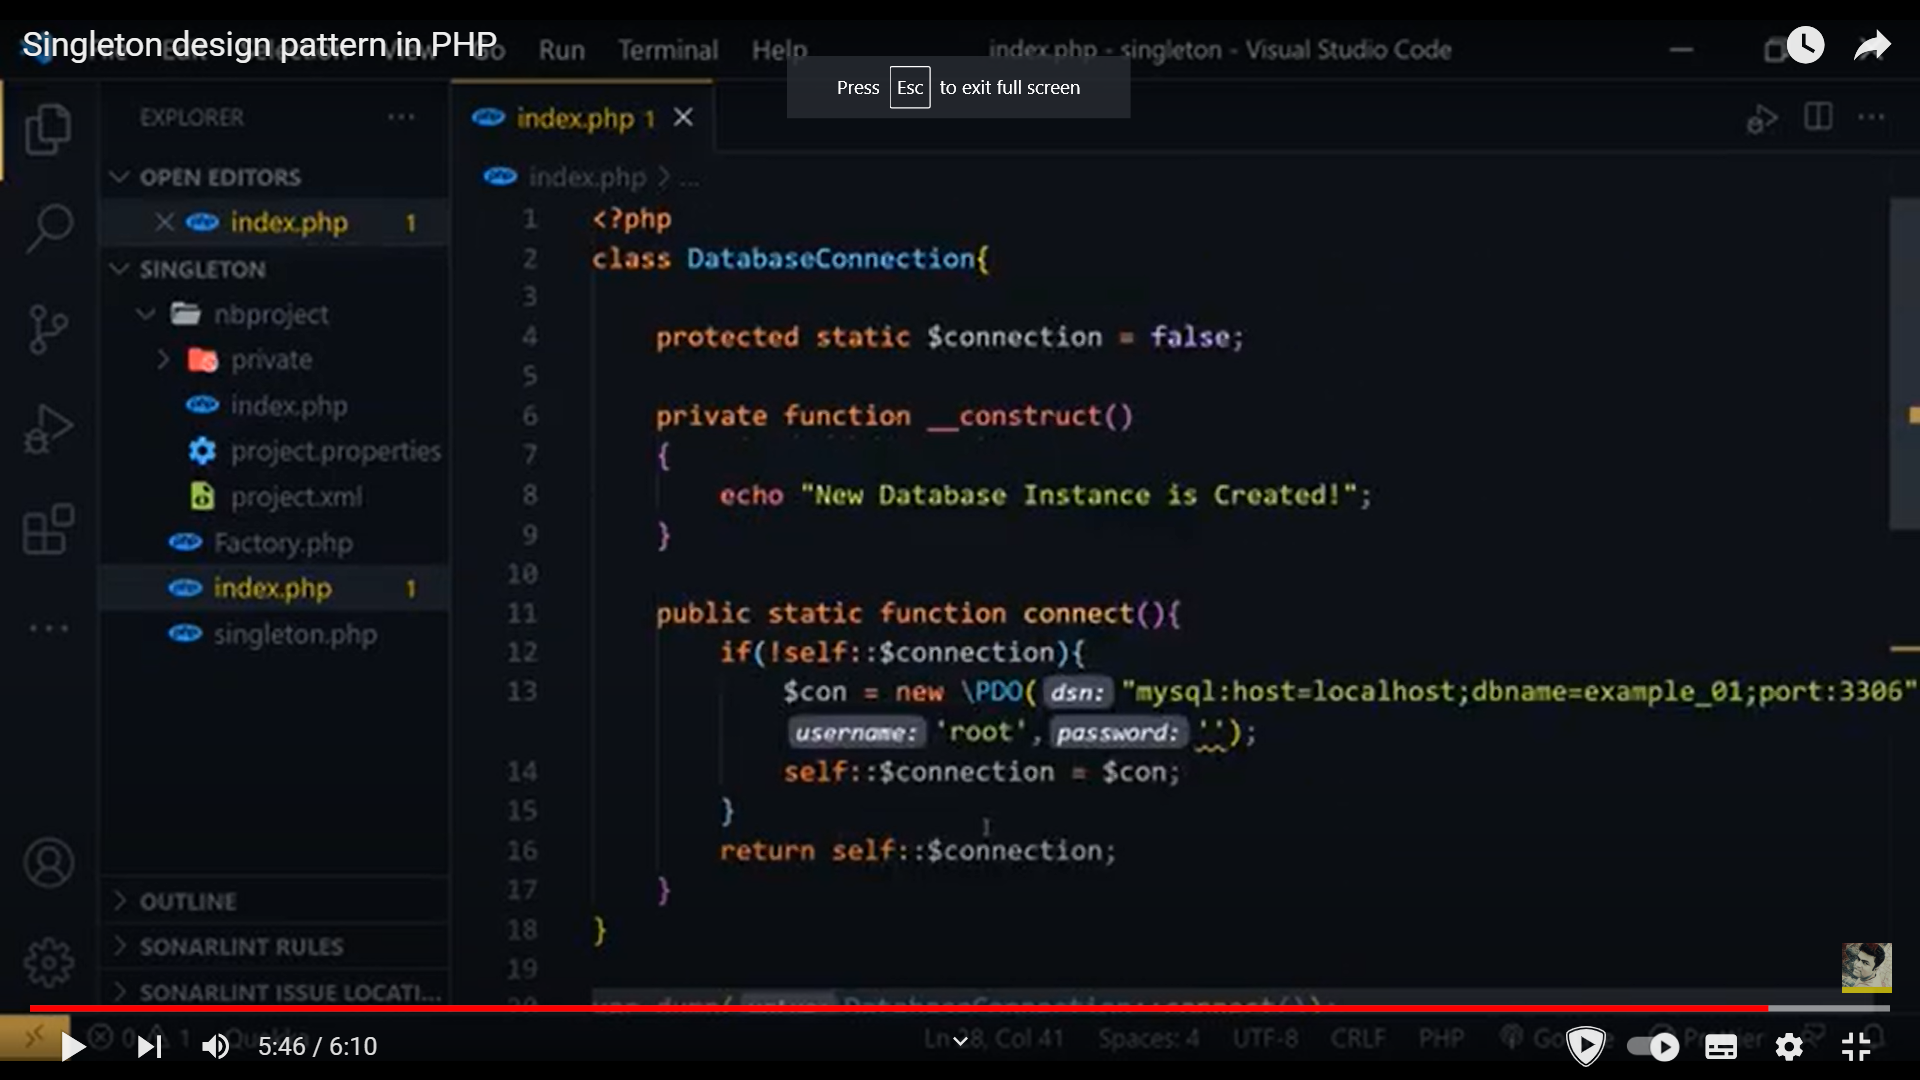 Singleton design pattern in PHP
Run Terminal Help
index.php - singleton - Visual Studio Code
Press Esc to exit full screen
EXPLORER
index.php 1
OPEN EDITORS
index.php > ...
index.php 1
SINGLETON
nbproject
private
index.php
project.properties
project.xml
Factory.php
index.php 1
singleton.php
OUTLINE
SONARLINT RULES
SONARLINT ISSUE LOCATI...
1 <?php
2 class DatabaseConnection{
3
4 protected static $connection = false;
5
6 private function __construct()
7 {
8 echo "New Database Instance is Created!";
9 }
10
11 public static function connect(){
12 if(!self::$connection){
13 $con = new \PDO( dsn: "mysql:host=localhost;dbname=example_01;port:3306"
username: 'root', password: '');
14 self::$connection = $con;
15 }
16 return self::$connection;
17 }
18 }
19
5:46 / 6:10
Col 41 Spaces: 4 UTF-8 CRLF PHP